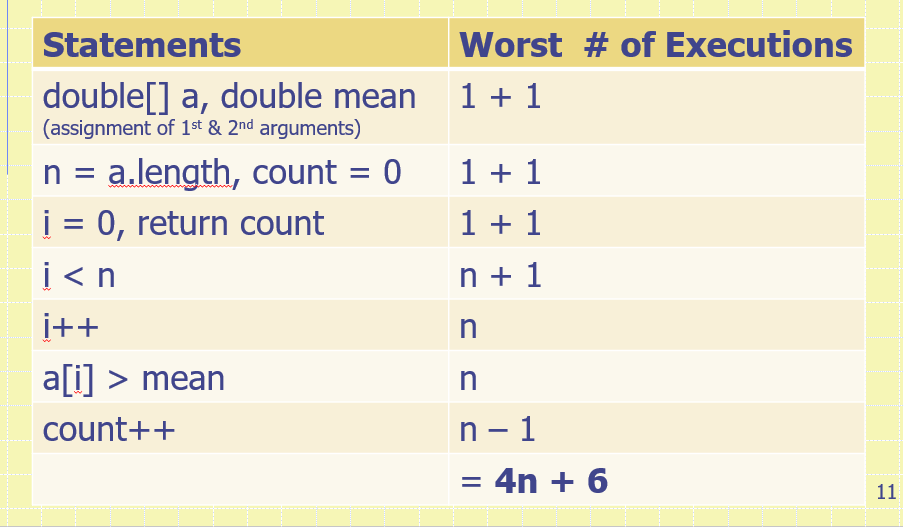 Statements Worst # of Executions
double[] a, double mean 1 + 1
(assignment of 1st & 2nd arguments)
n = a.length, count = 0 1 + 1
i = 0, return count 1 + 1
i < n n + 1
i++ n
a[i] > mean n
count++ n – 1
= 4n + 6
11